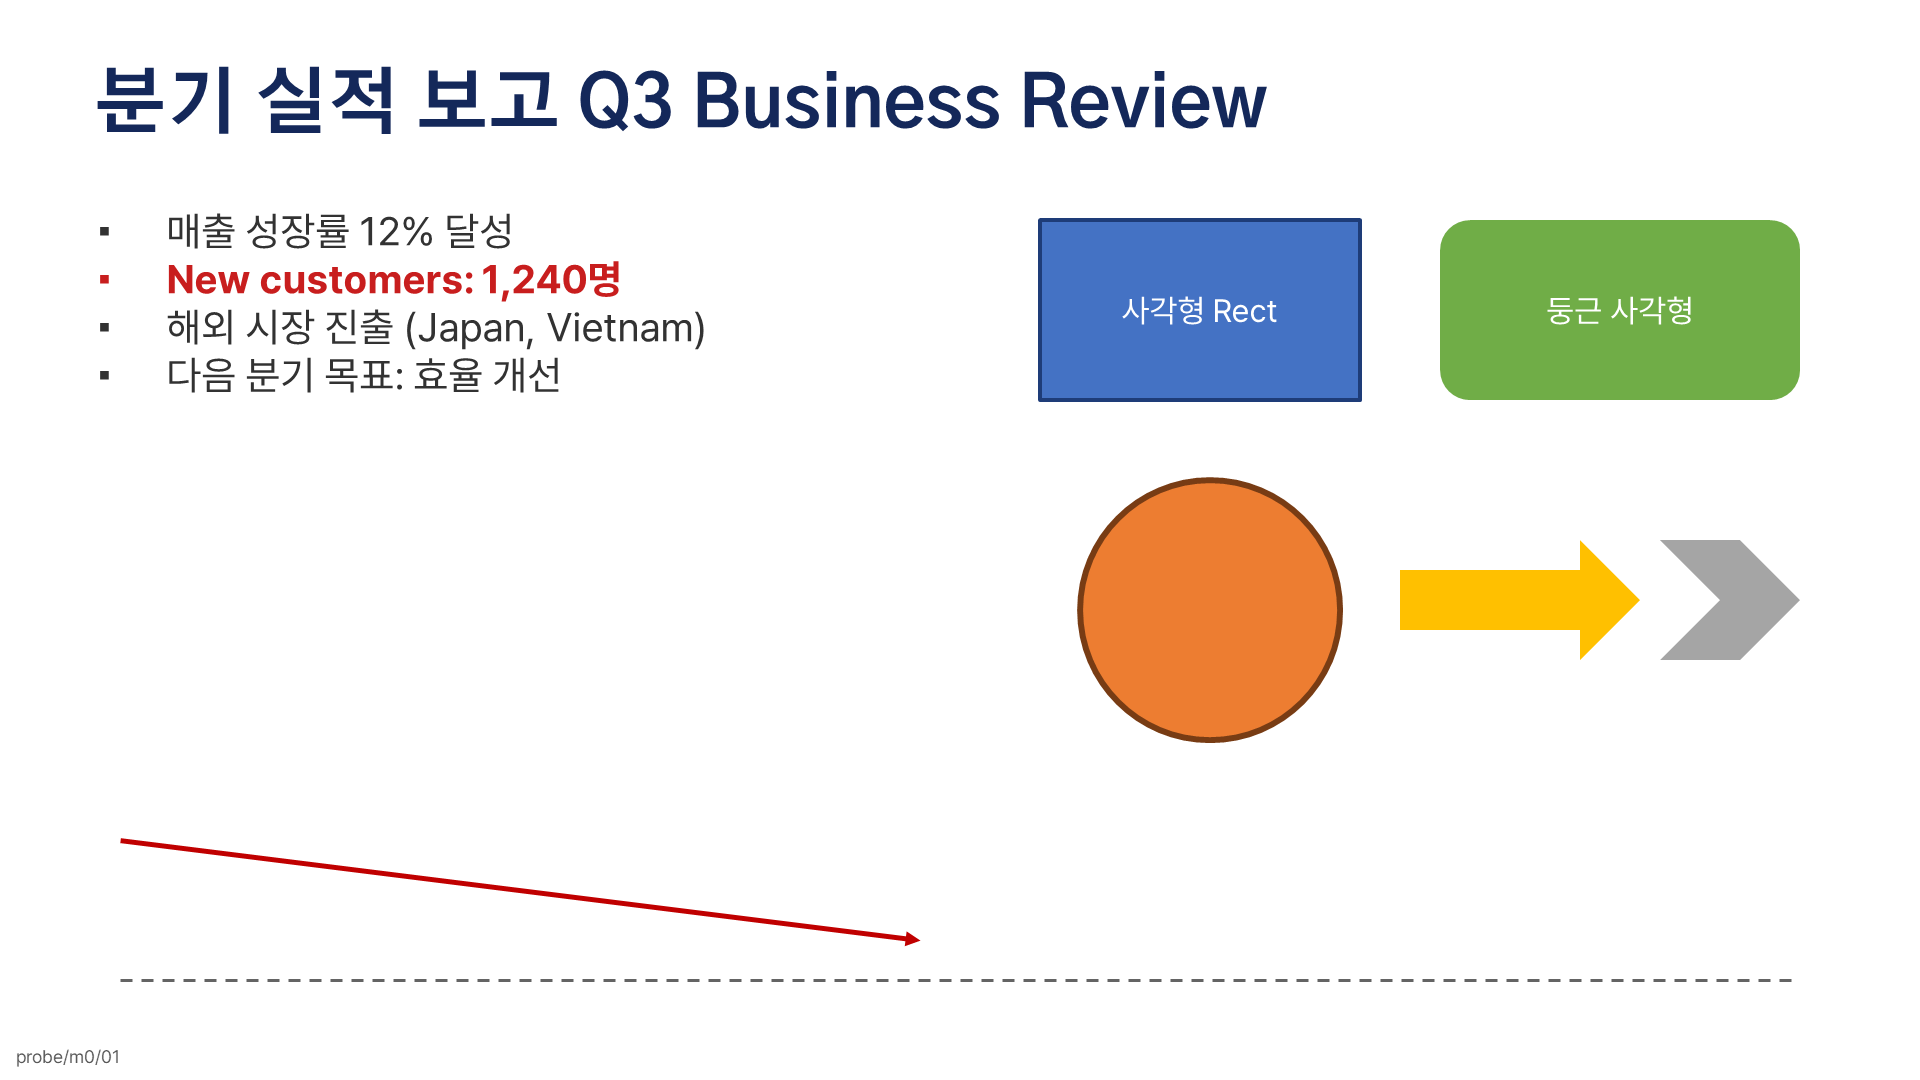 분기 실적 보고 Q3 Business Review
▪ 매출 성장률 12% 달성
▪ New customers: 1,240명
▪ 해외 시장 진출 (Japan, Vietnam)
▪ 다음 분기 목표: 효율 개선
사각형 Rect
둥근 사각형
probe/m0/01